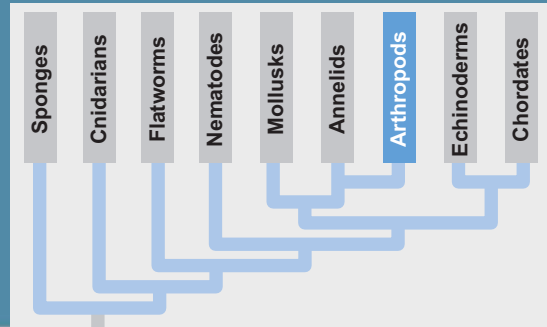 Sponges
Cnidarians
Flatworms
Nematodes
Mollusks
Annelids
Arthropods
Echinoderms
Chordates